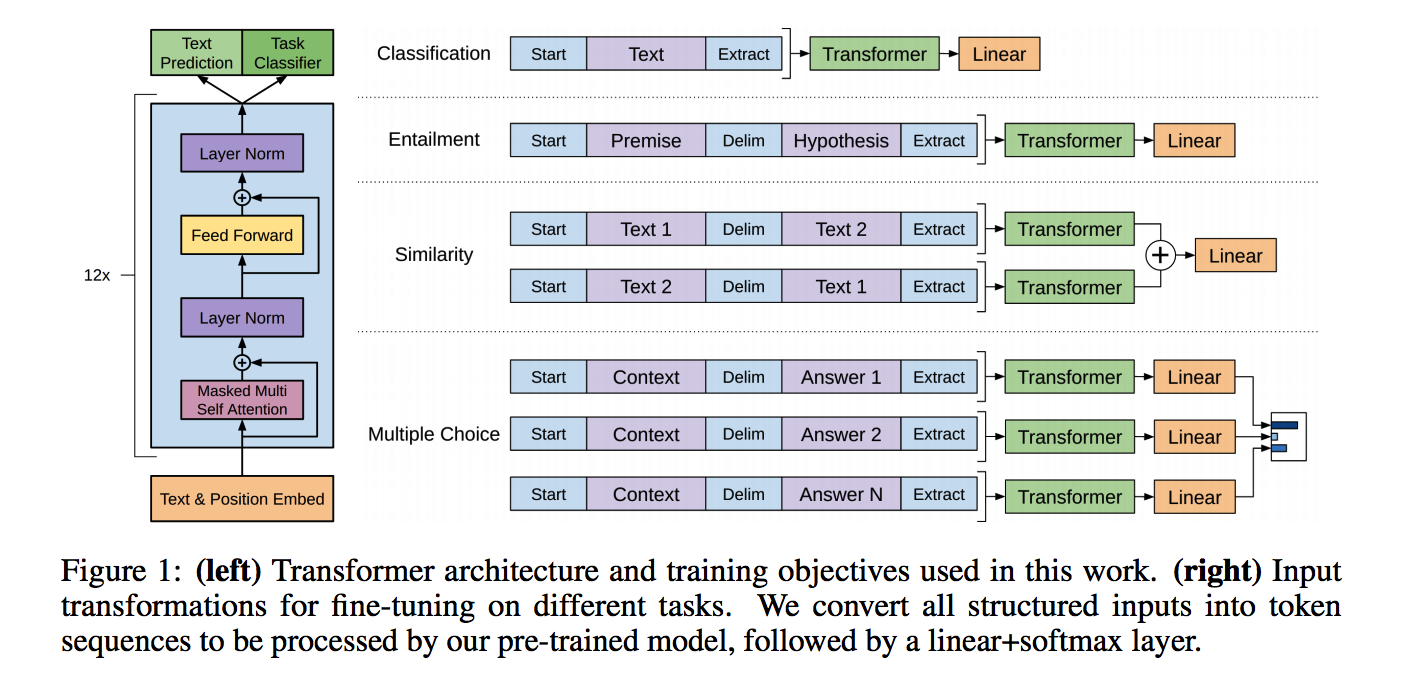 Text
Prediction
Task
Classifier
12x
Layer Norm
Feed Forward
Layer Norm
Masked Multi
Self Attention
Text & Position Embed
Classification
Start Text Extract Transformer Linear
Entailment
Start Premise Delim Hypothesis Extract Transformer Linear
Similarity
Start Text 1 Delim Text 2 Extract Transformer
+ Linear
Start Text 2 Delim Text 1 Extract Transformer
Multiple Choice
Start Context Delim Answer 1 Extract Transformer Linear
Start Context Delim Answer 2 Extract Transformer Linear
Start Context Delim Answer N Extract Transformer Linear
Figure 1: (left) Transformer architecture and training objectives used in this work. (right) Input
transformations for fine-tuning on different tasks. We convert all structured inputs into token
sequences to be processed by our pre-trained model, followed by a linear+softmax layer.